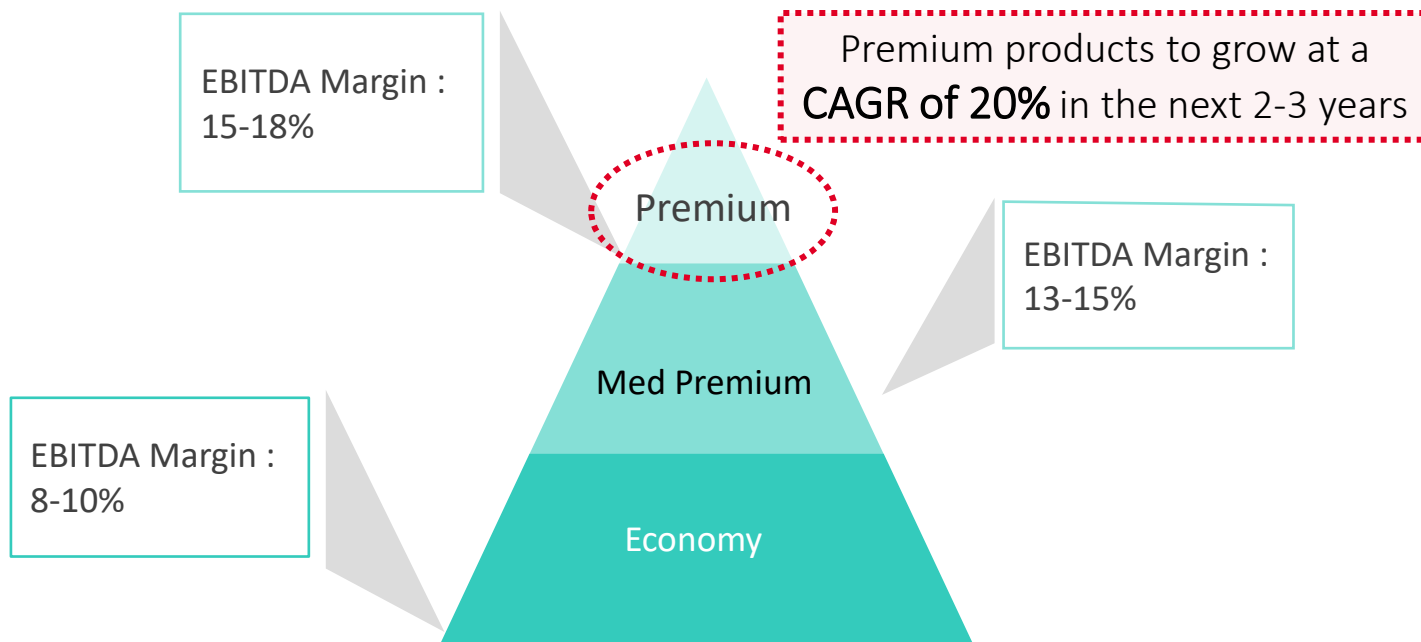 Premium products to grow at a
CAGR of 20% in the next 2-3 years
EBITDA Margin :
15-18%
Premium
EBITDA Margin :
13-15%
Med Premium
EBITDA Margin :
8-10%
Economy